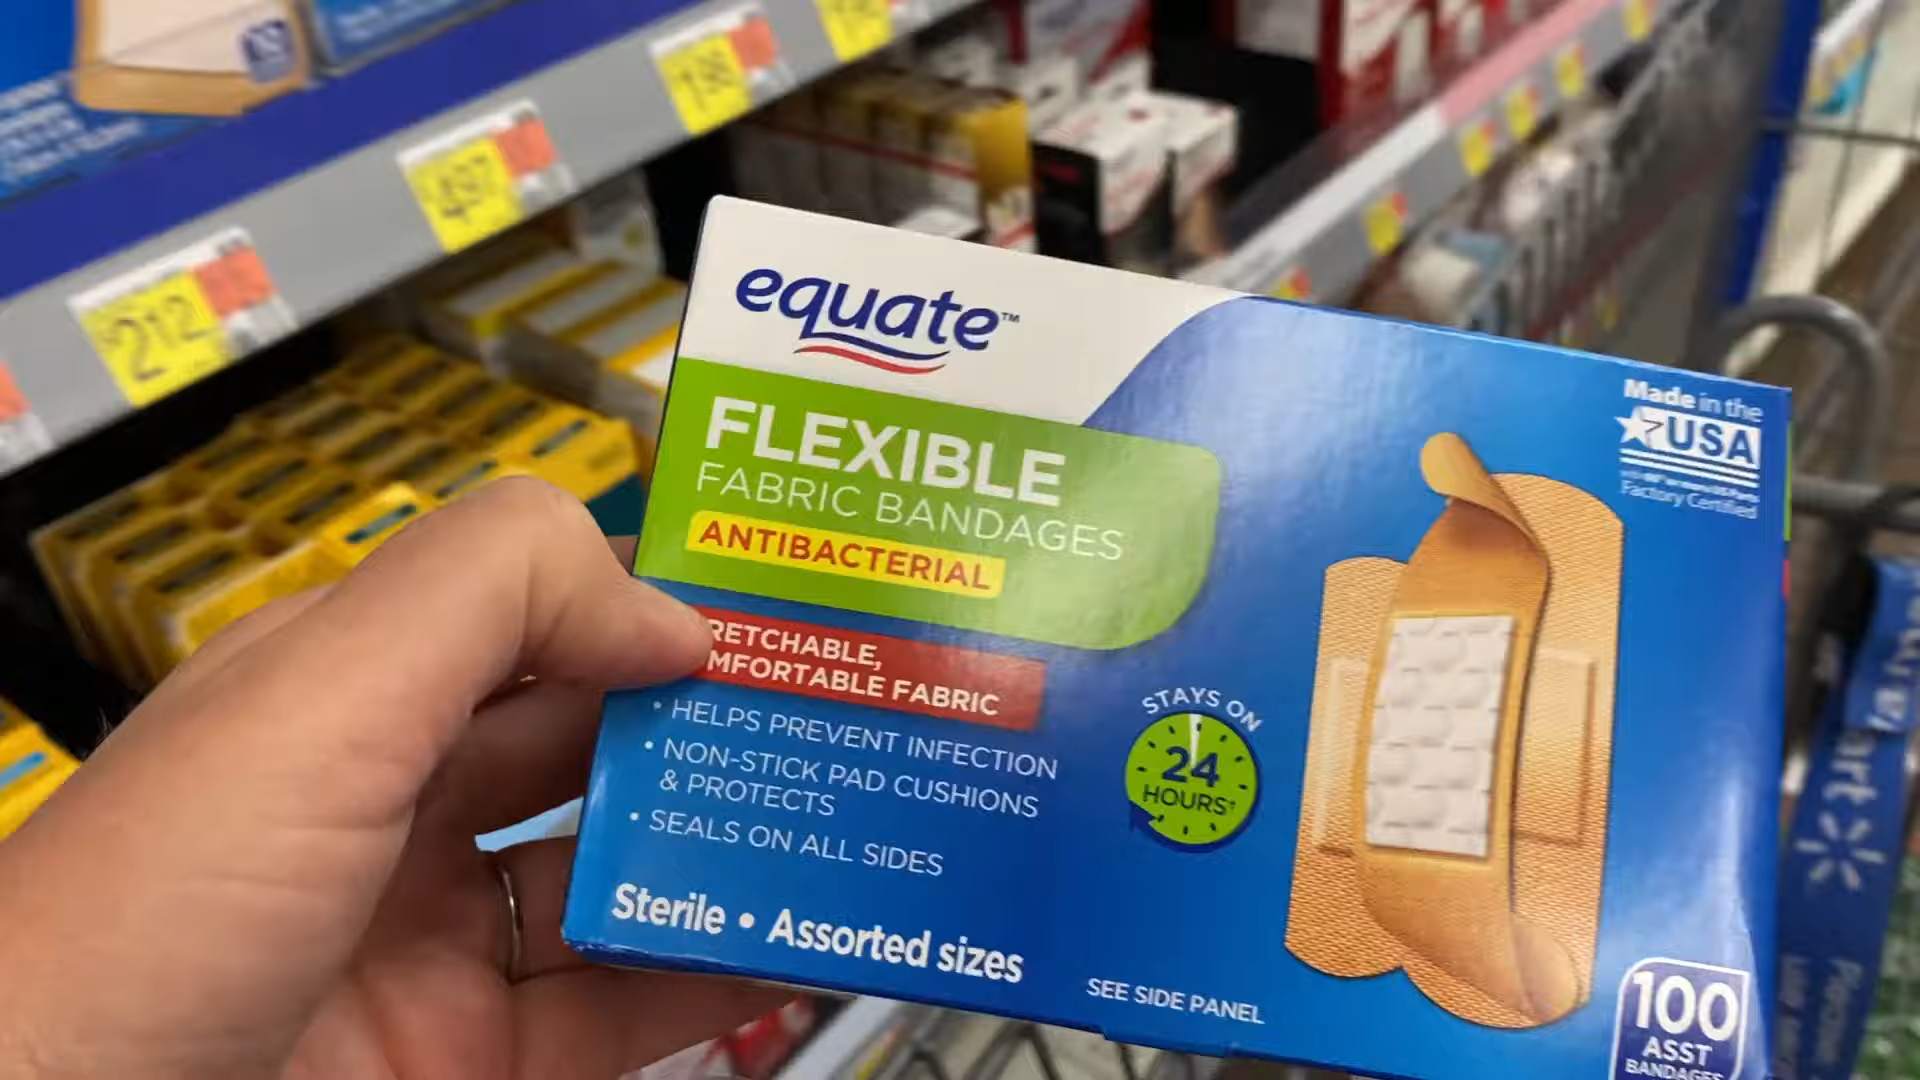 equate™
FLEXIBLE
FABRIC BANDAGES
ANTIBACTERIAL
RETCHABLE,
MFORTABLE FABRIC
• HELPS PREVENT INFECTION
• NON-STICK PAD CUSHIONS
& PROTECTS
• SEALS ON ALL SIDES
Sterile • Assorted sizes
STAYS ON
24
HOURS†
SEE SIDE PANEL
Made in the
USA
Factory Certified
100
ASST
BANDAGES
212
497